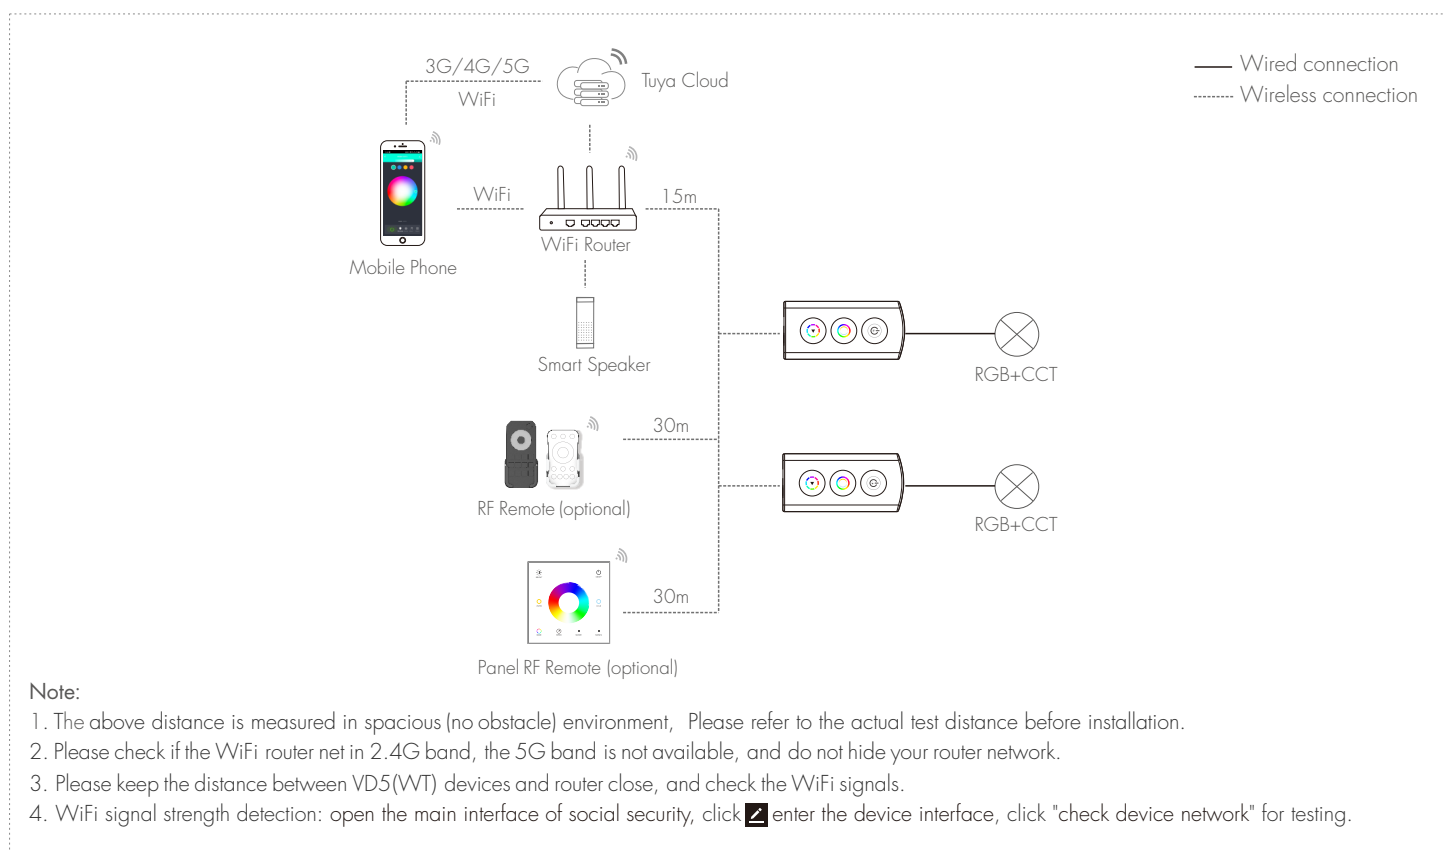 3G/4G/5G
WiFi
Tuya Cloud
Wired connection
Wireless connection
WiFi
15m
WiFi Router
Mobile Phone
Smart Speaker
RGB+CCT
30m
RF Remote (optional)
RGB+CCT
30m
Panel RF Remote (optional)
Note:
1. The above distance is measured in spacious (no obstacle) environment, Please refer to the actual test distance before installation.
2. Please check if the WiFi router net in 2.4G band, the 5G band is not available, and do not hide your router network.
3. Please keep the distance between VD5(WT) devices and router close, and check the WiFi signals.
4. WiFi signal strength detection: open the main interface of social security, click enter the device interface, click "check device network" for testing.